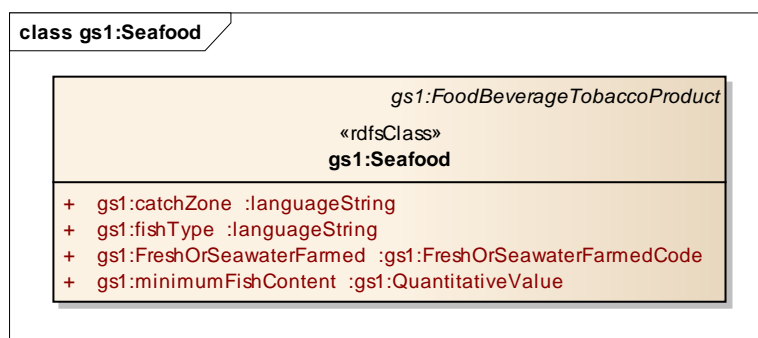 class gs1:Seafood
gs1:FoodBeverageTobaccoProduct
«rdfsClass»
gs1:Seafood
+ gs1:catchZone :languageString
+ gs1:fishType :languageString
+ gs1:FreshOrSeawaterFarmed :gs1:FreshOrSeawaterFarmedCode
+ gs1:minimumFishContent :gs1:QuantitativeValue